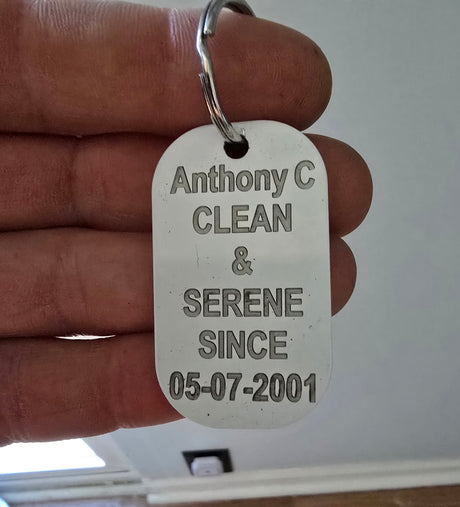 Anthony C
CLEAN
&
SERENE
SINCE
05-07-2001